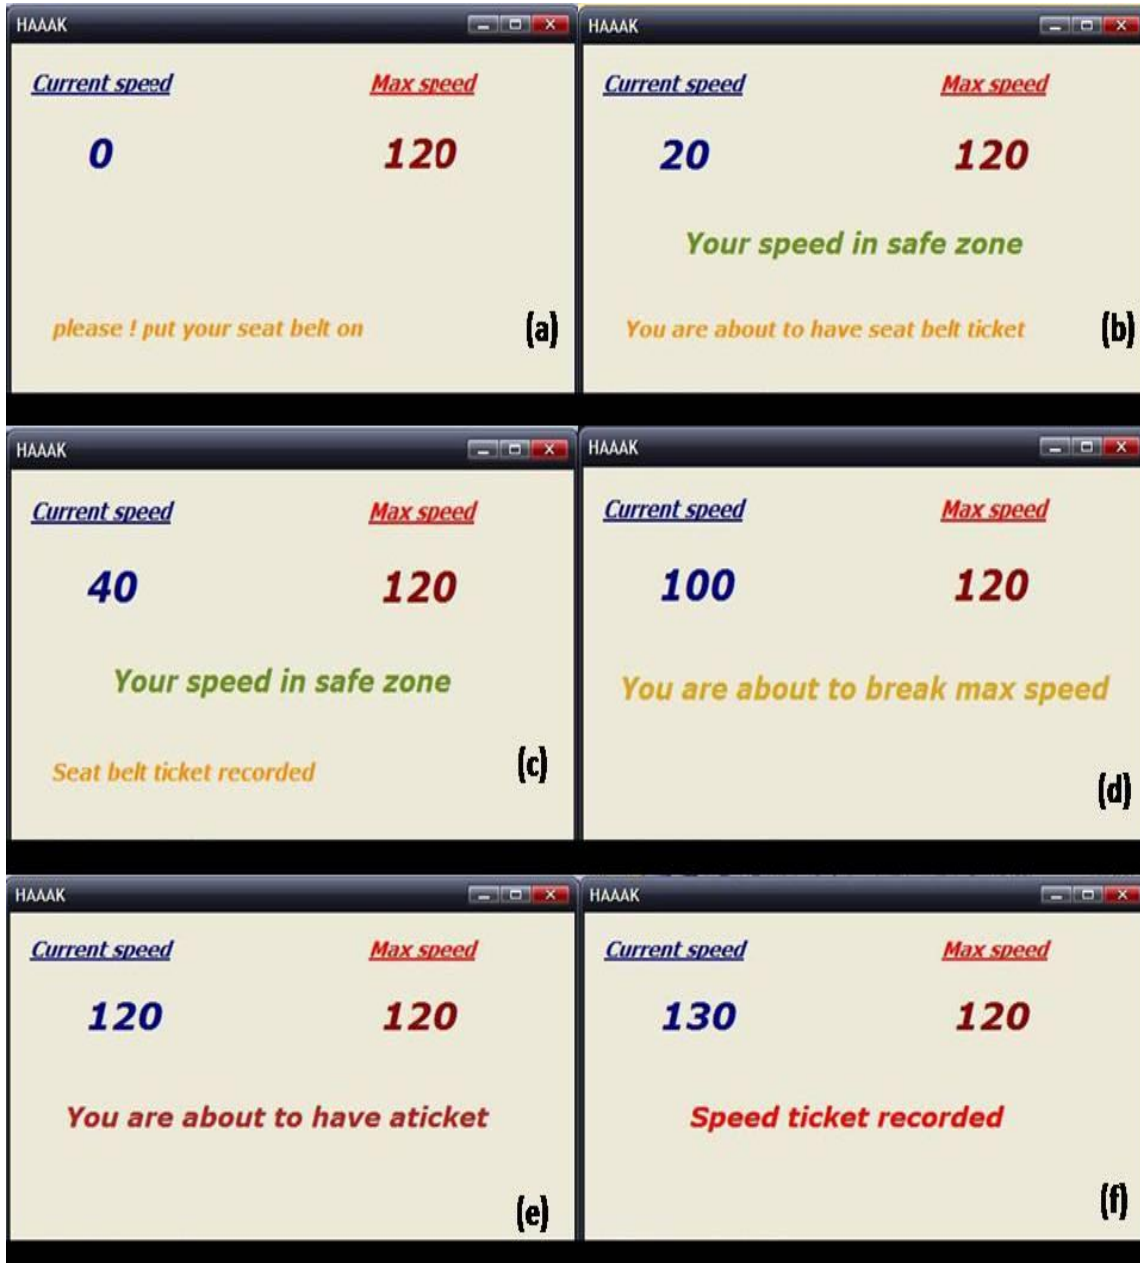 HAAAK
Current speed Max speed
0 120
please ! put your seat belt on
(a)
HAAAK
Current speed Max speed
20 120
Your speed in safe zone
You are about to have seat belt ticket
(b)
HAAAK
Current speed Max speed
40 120
Your speed in safe zone
Seat belt ticket recorded
(c)
HAAAK
Current speed Max speed
100 120
You are about to break max speed
(d)
HAAAK
Current speed Max speed
120 120
You are about to have aticket
(e)
HAAAK
Current speed Max speed
130 120
Speed ticket recorded
(f)